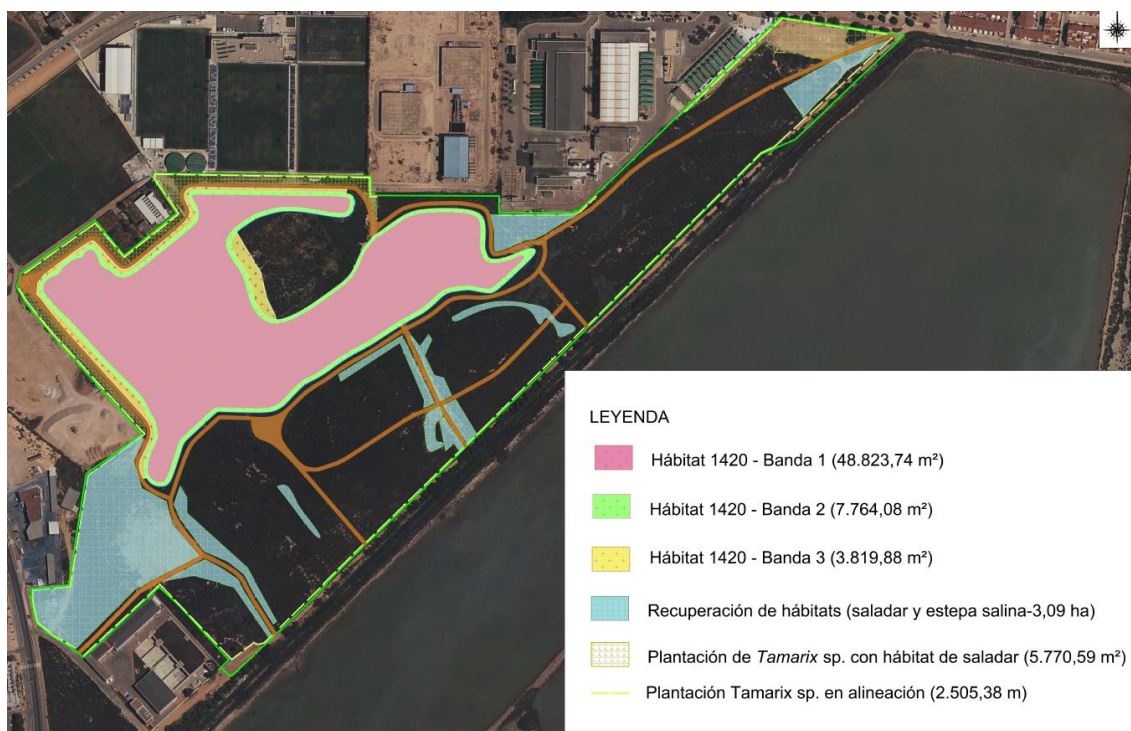 LEYENDA
Hábitat 1420 - Banda 1 (48.823,74 m²)
Hábitat 1420 - Banda 2 (7.764,08 m²)
Hábitat 1420 - Banda 3 (3.819,88 m²)
Recuperación de hábitats (saladar y estepa salina-3,09 ha)
Plantación de Tamarix sp. con hábitat de saladar (5.770,59 m²)
Plantación Tamarix sp. en alineación (2.505,38 m)